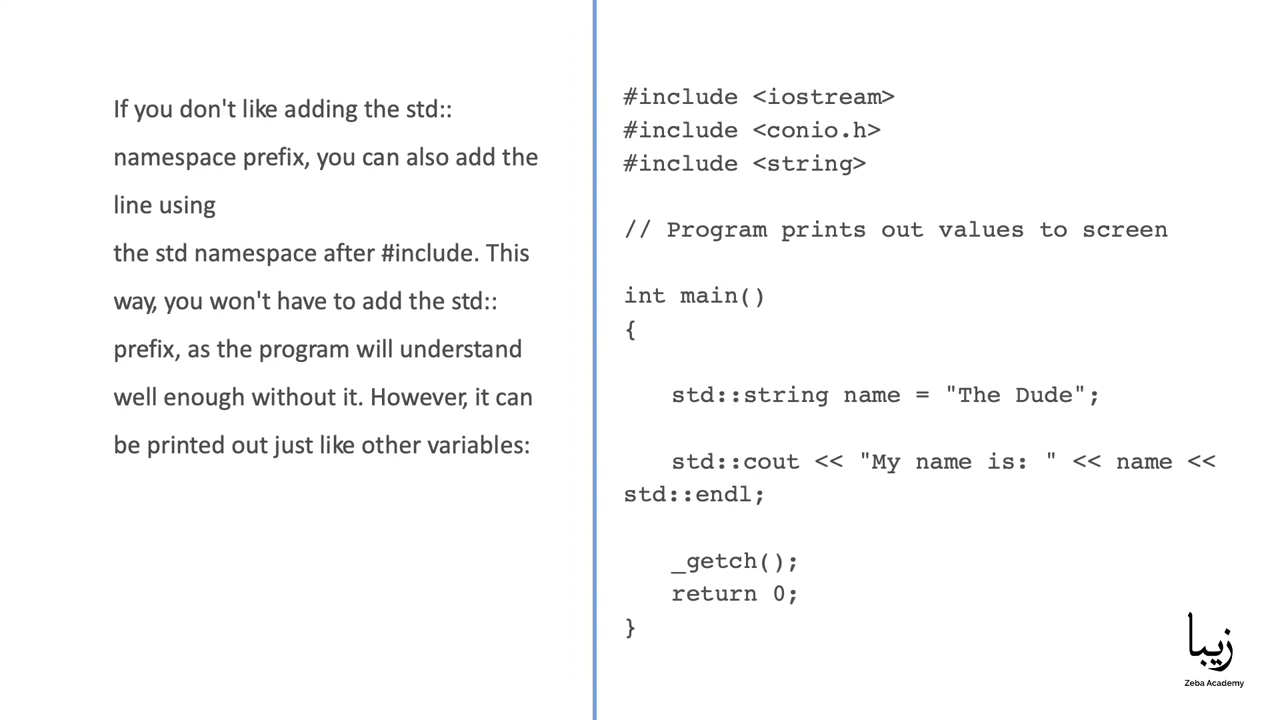 If you don't like adding the std::
namespace prefix, you can also add the
line using
the std namespace after #include. This
way, you won't have to add the std::
prefix, as the program will understand
well enough without it. However, it can
be printed out just like other variables:
#include <iostream>
#include <conio.h>
#include <string>
// Program prints out values to screen
int main()
{
std::string name = "The Dude";
std::cout << "My name is: " << name <<
std::endl;
_getch();
return 0;
}
زيبا
Zeba Academy